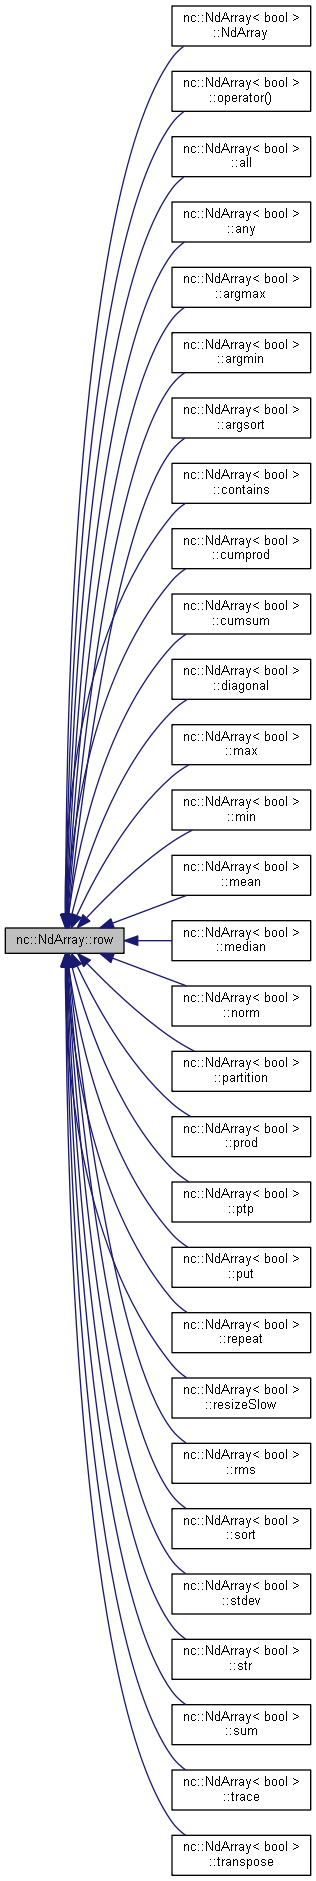 nc::NdArray< bool >
::NdArray
nc::NdArray< bool >
::operator()
nc::NdArray< bool >
::all
nc::NdArray< bool >
::any
nc::NdArray< bool >
::argmax
nc::NdArray< bool >
::argmin
nc::NdArray< bool >
::argsort
nc::NdArray< bool >
::contains
nc::NdArray< bool >
::cumprod
nc::NdArray< bool >
::cumsum
nc::NdArray< bool >
::diagonal
nc::NdArray< bool >
::max
nc::NdArray< bool >
::min
nc::NdArray< bool >
::mean
nc::NdArray::row
nc::NdArray< bool >
::median
nc::NdArray< bool >
::norm
nc::NdArray< bool >
::partition
nc::NdArray< bool >
::prod
nc::NdArray< bool >
::ptp
nc::NdArray< bool >
::put
nc::NdArray< bool >
::repeat
nc::NdArray< bool >
::resizeSlow
nc::NdArray< bool >
::rms
nc::NdArray< bool >
::sort
nc::NdArray< bool >
::stdev
nc::NdArray< bool >
::str
nc::NdArray< bool >
::sum
nc::NdArray< bool >
::trace
nc::NdArray< bool >
::transpose